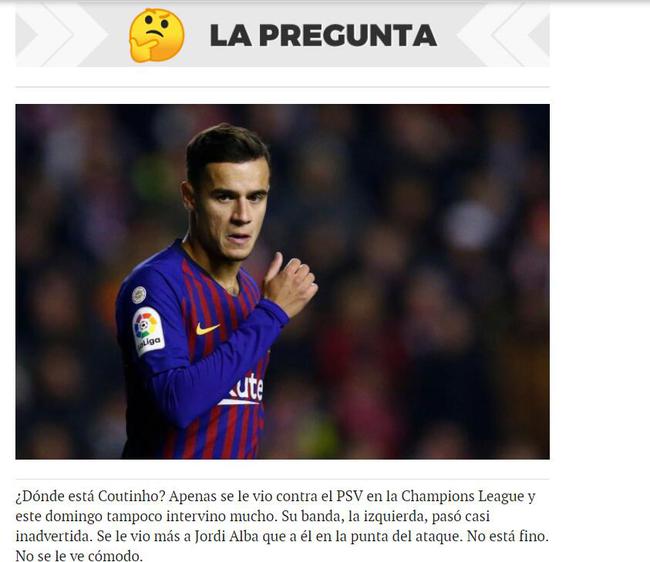 LA PREGUNTA
LaLiga
¿Dónde está Coutinho? Apenas se le vio contra el PSV en la Champions League y
este domingo tampoco intervino mucho. Su banda, la izquierda, pasó casi
inadvertida. Se le vio más a Jordi Alba que a él en la punta del ataque. No está fino.
No se le ve cómodo.